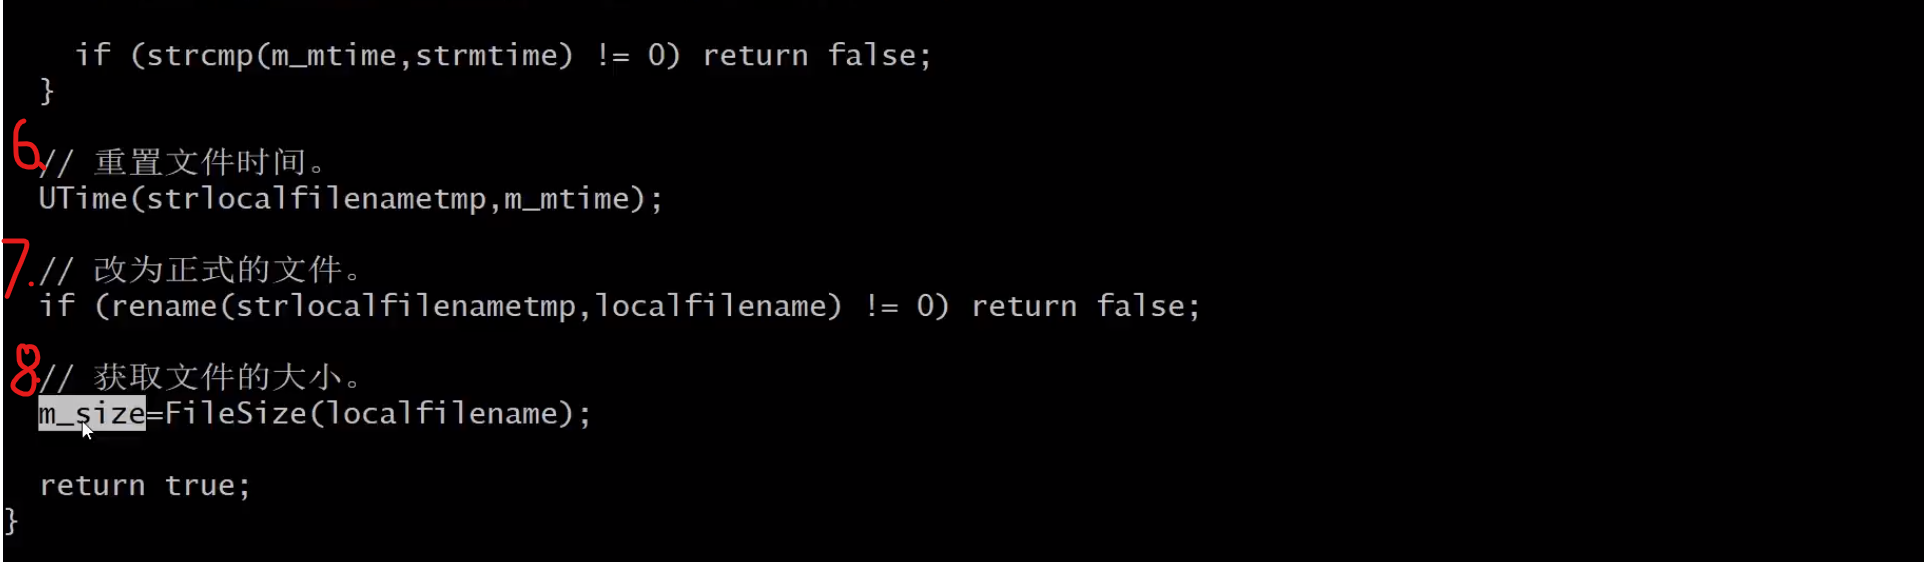 if (strcmp(m_mtime,strmtime) != 0) return false;
}
6.
// 重置文件时间。
UTime(strlocalfilenametmp,m_mtime);
7.
// 改为正式的文件。
if (rename(strlocalfilenametmp,localfilename) != 0) return false;
8.
// 获取文件的大小。
m_size=FileSize(localfilename);
return true;
}